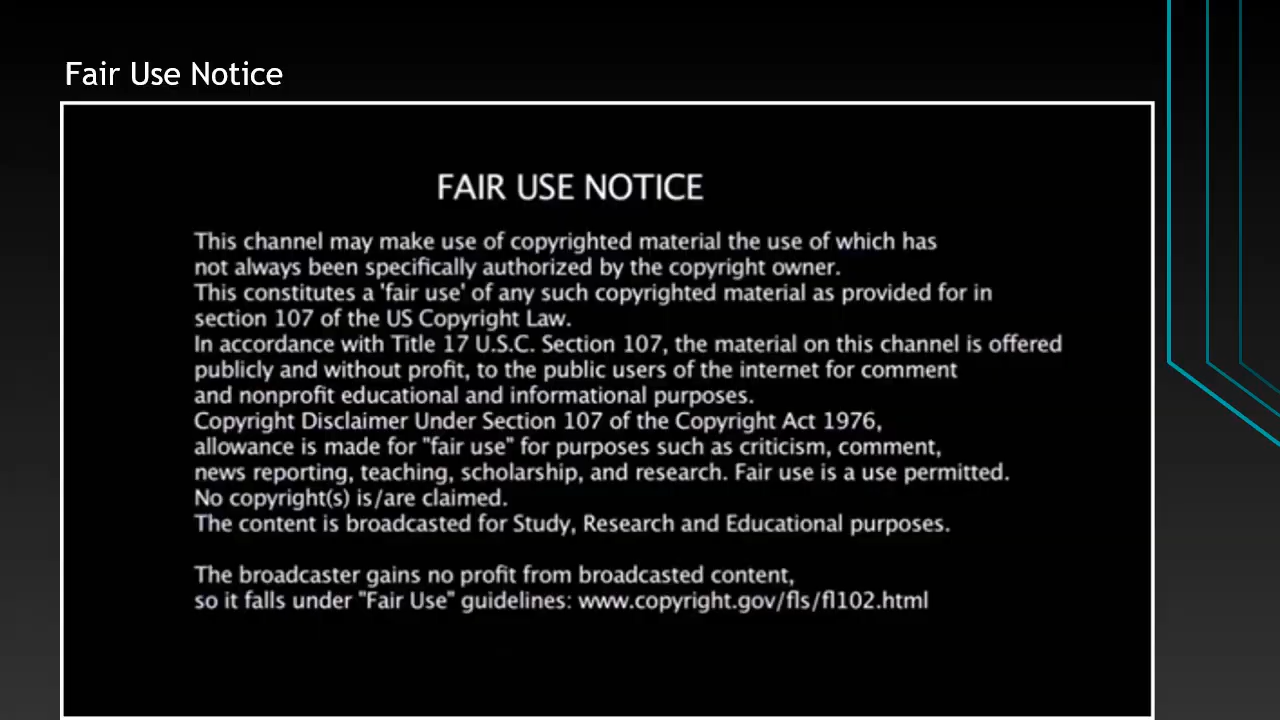 Fair Use Notice
FAIR USE NOTICE
This channel may make use of copyrighted material the use of which has
not always been specifically authorized by the copyright owner.
This constitutes a 'fair use' of any such copyrighted material as provided for in
section 107 of the US Copyright Law.
In accordance with Title 17 U.S.C. Section 107, the material on this channel is offered
publicly and without profit, to the public users of the internet for comment
and nonprofit educational and informational purposes.
Copyright Disclaimer Under Section 107 of the Copyright Act 1976,
allowance is made for "fair use" for purposes such as criticism, comment,
news reporting, teaching, scholarship, and research. Fair use is a use permitted.
No copyright(s) is/are claimed.
The content is broadcasted for Study, Research and Educational purposes.
The broadcaster gains no profit from broadcasted content,
so it falls under "Fair Use" guidelines: www.copyright.gov/fls/fl102.html